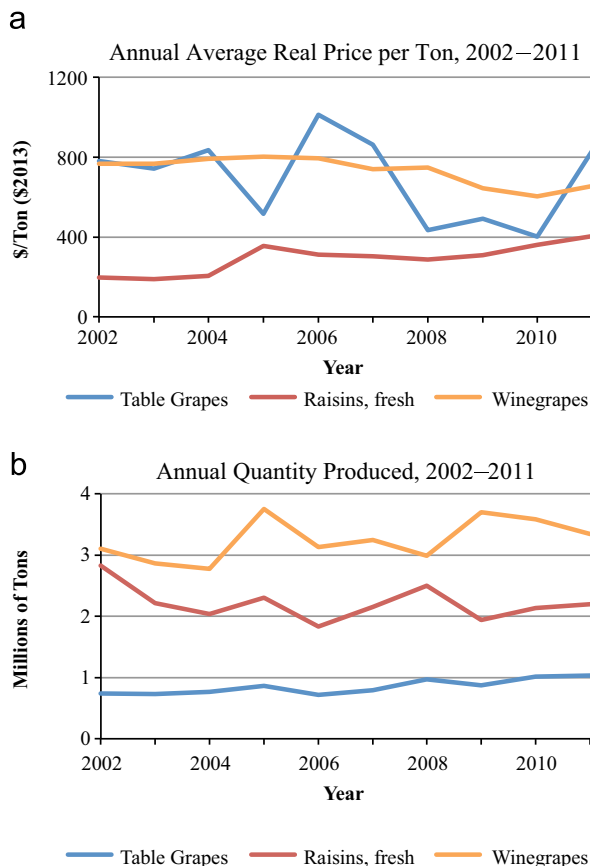 a
Annual Average Real Price per Ton, 2002–2011
1200
800
400
0
$/Ton ($2013)
2002 2004 2006 2008 2010
Year
Table Grapes Raisins, fresh Winegrapes
b
Annual Quantity Produced, 2002–2011
4
3
2
1
0
Millions of Tons
2002 2004 2006 2008 2010
Year
Table Grapes Raisins, fresh Winegrapes